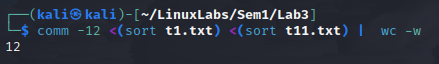 ┌──(kali㉿kali)-[~/LinuxLabs/Sem1/Lab3]
└─$ comm -12 <(sort t1.txt) <(sort t11.txt) |  wc -w
12